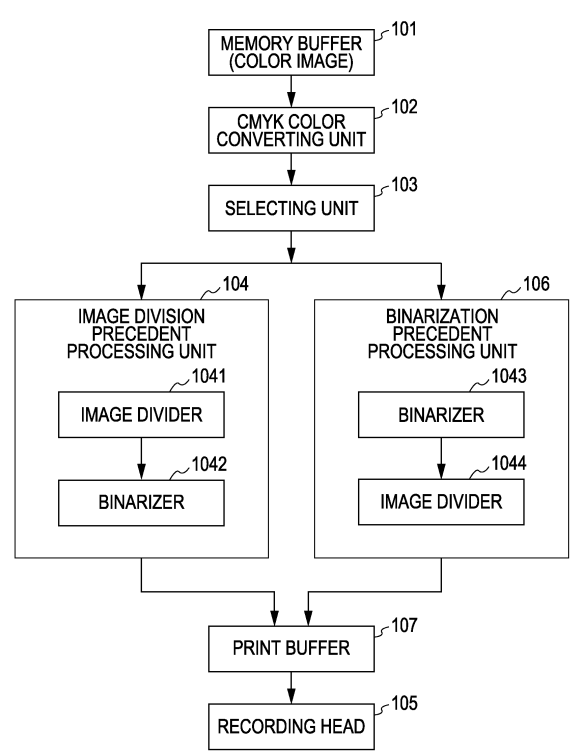 101
MEMORY BUFFER
(COLOR IMAGE)
102
CMYK COLOR
CONVERTING UNIT
103
SELECTING UNIT
104
IMAGE DIVISION
PRECEDENT
PROCESSING UNIT
1041
IMAGE DIVIDER
1042
BINARIZER
106
BINARIZATION
PRECEDENT
PROCESSING UNIT
1043
BINARIZER
1044
IMAGE DIVIDER
107
PRINT BUFFER
105
RECORDING HEAD